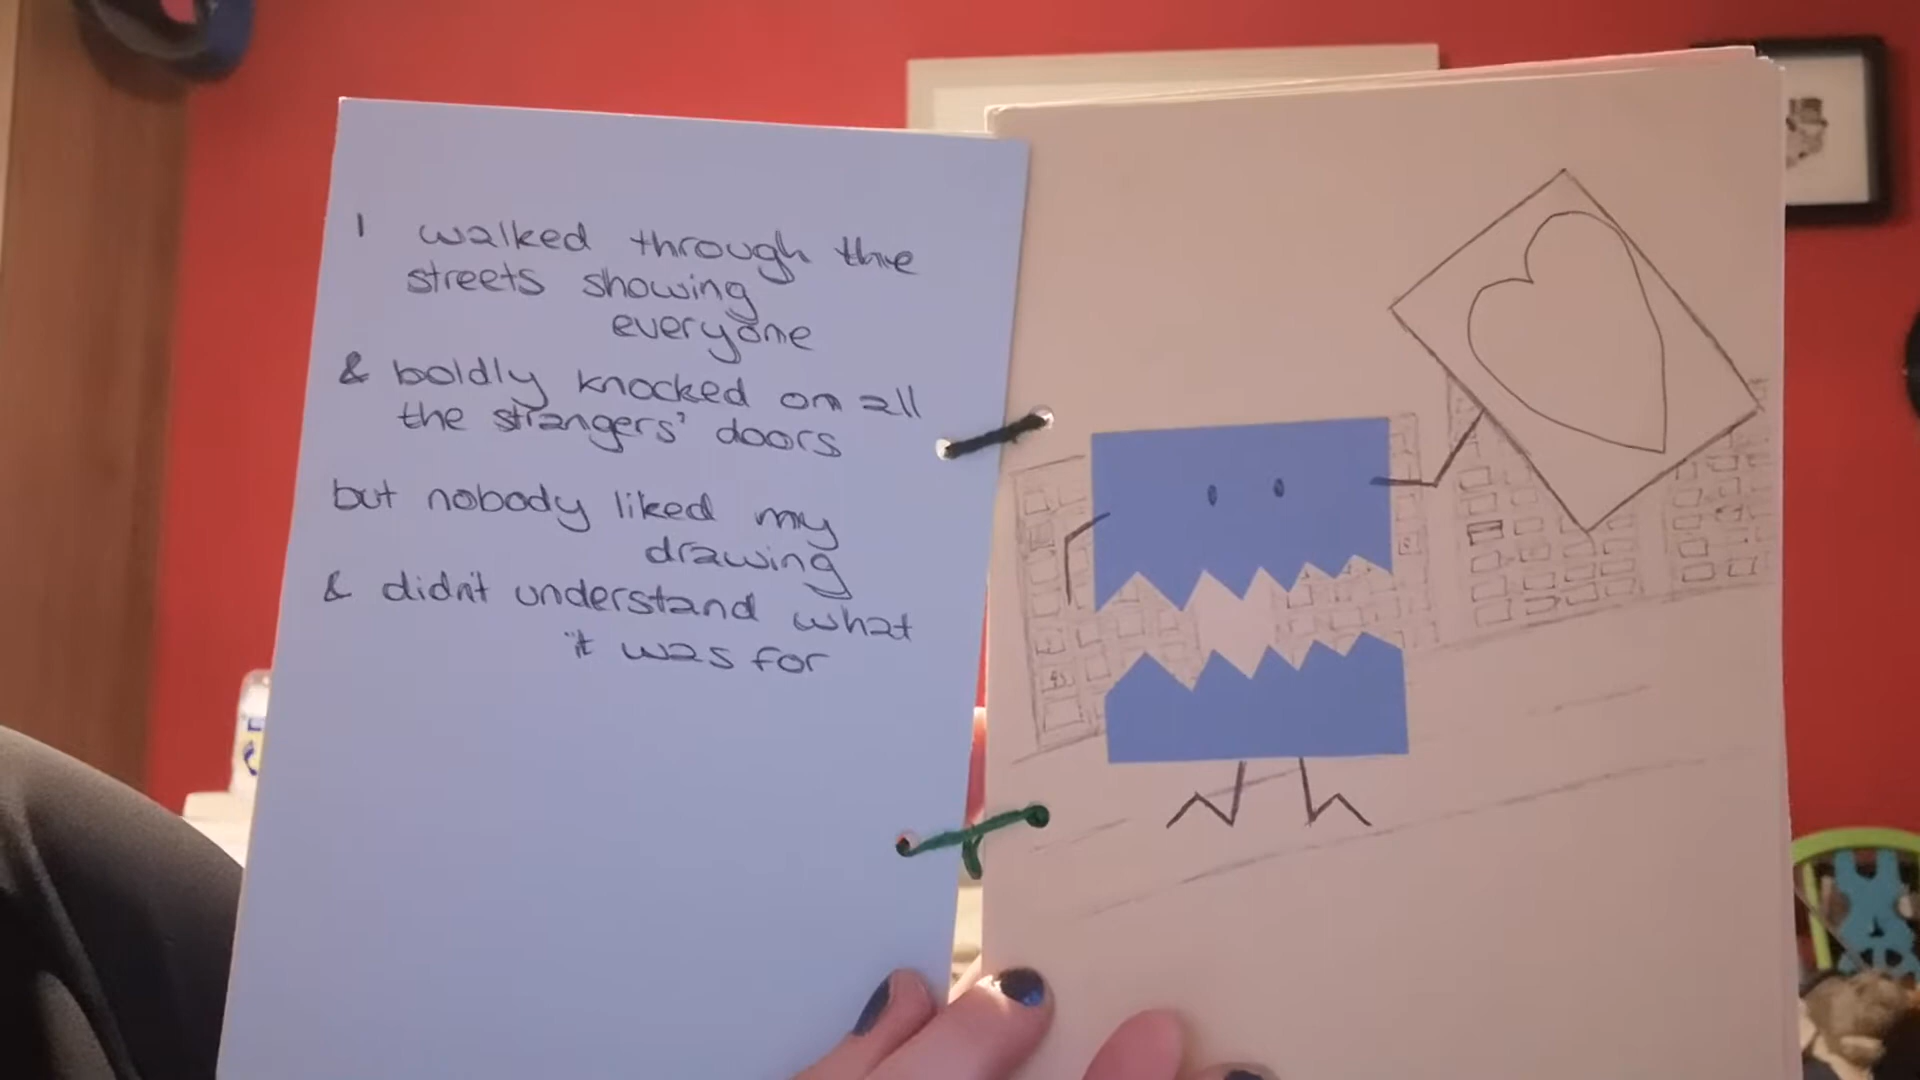 I walked through the
streets showing
everyone
& boldly knocked on all
the strangers' doors
but nobody liked my
drawing
& didn't understand what
it was for